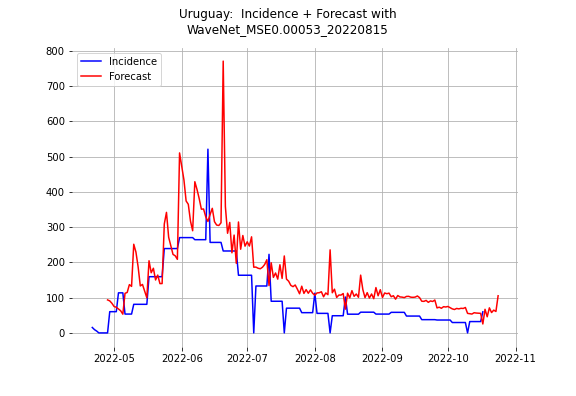 Uruguay:  Incidence + Forecast with
WaveNet_MSE0.00053_20220815
Incidence
Forecast
800
700
600
500
400
300
200
100
0
2022-05 2022-06 2022-07 2022-08 2022-09 2022-10 2022-11